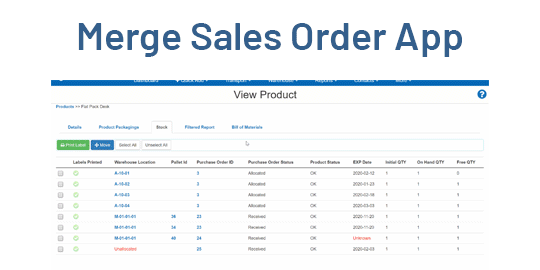 Merge Sales Order App
Dashboard Quick Add Transport Warehouse Reports Contacts More
View Product
Products >> Flat Pack Desk
Details Product Packagings Stock Filtered Report Bill of Materials
Print Label Move Select All Unselect All
Labels Printed Warehouse Location Pallet Id Purchase Order ID Purchase Order Status Product Status EXP Date Initial QTY On Hand QTY Free QTY
A-10-01 3 Allocated OK 2020-02-12 1 1 0
A-10-02 3 Allocated OK 2020-01-23 1 1 1
A-10-03 3 Allocated OK 2020-02-18 1 1 1
A-10-04 3 Allocated OK 2020-03-03 1 1 1
M-01-01-01 34 23 Received OK 2020-11-23 1 1 1
M-01-01-01 34 23 Received OK 2020-11-23 1 1 1
M-01-01-01 40 24 Received OK Unknown 1 1 1
Unallocated 25 Received OK 2020-02-03 1 1 1